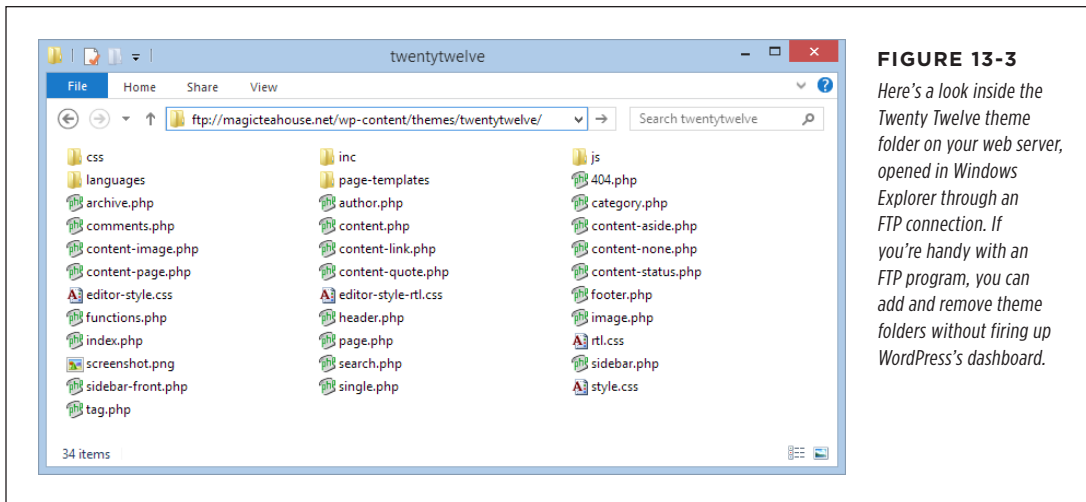 twentytwelve
File Home Share View
ftp://magicteahouse.net/wp-content/themes/twentytwelve/ Search twentytwelve
css inc js
languages page-templates 404.php
archive.php author.php category.php
comments.php content.php content-aside.php
content-image.php content-link.php content-none.php
content-page.php content-quote.php content-status.php
editor-style.css editor-style-rtl.css footer.php
functions.php header.php image.php
index.php page.php rtl.css
screenshot.png search.php sidebar.php
sidebar-front.php single.php style.css
tag.php
34 items
FIGURE 13-3
Here's a look inside the
Twenty Twelve theme
folder on your web server,
opened in Windows
Explorer through an
FTP connection. If
you're handy with an
FTP program, you can
add and remove theme
folders without firing up
WordPress's dashboard.